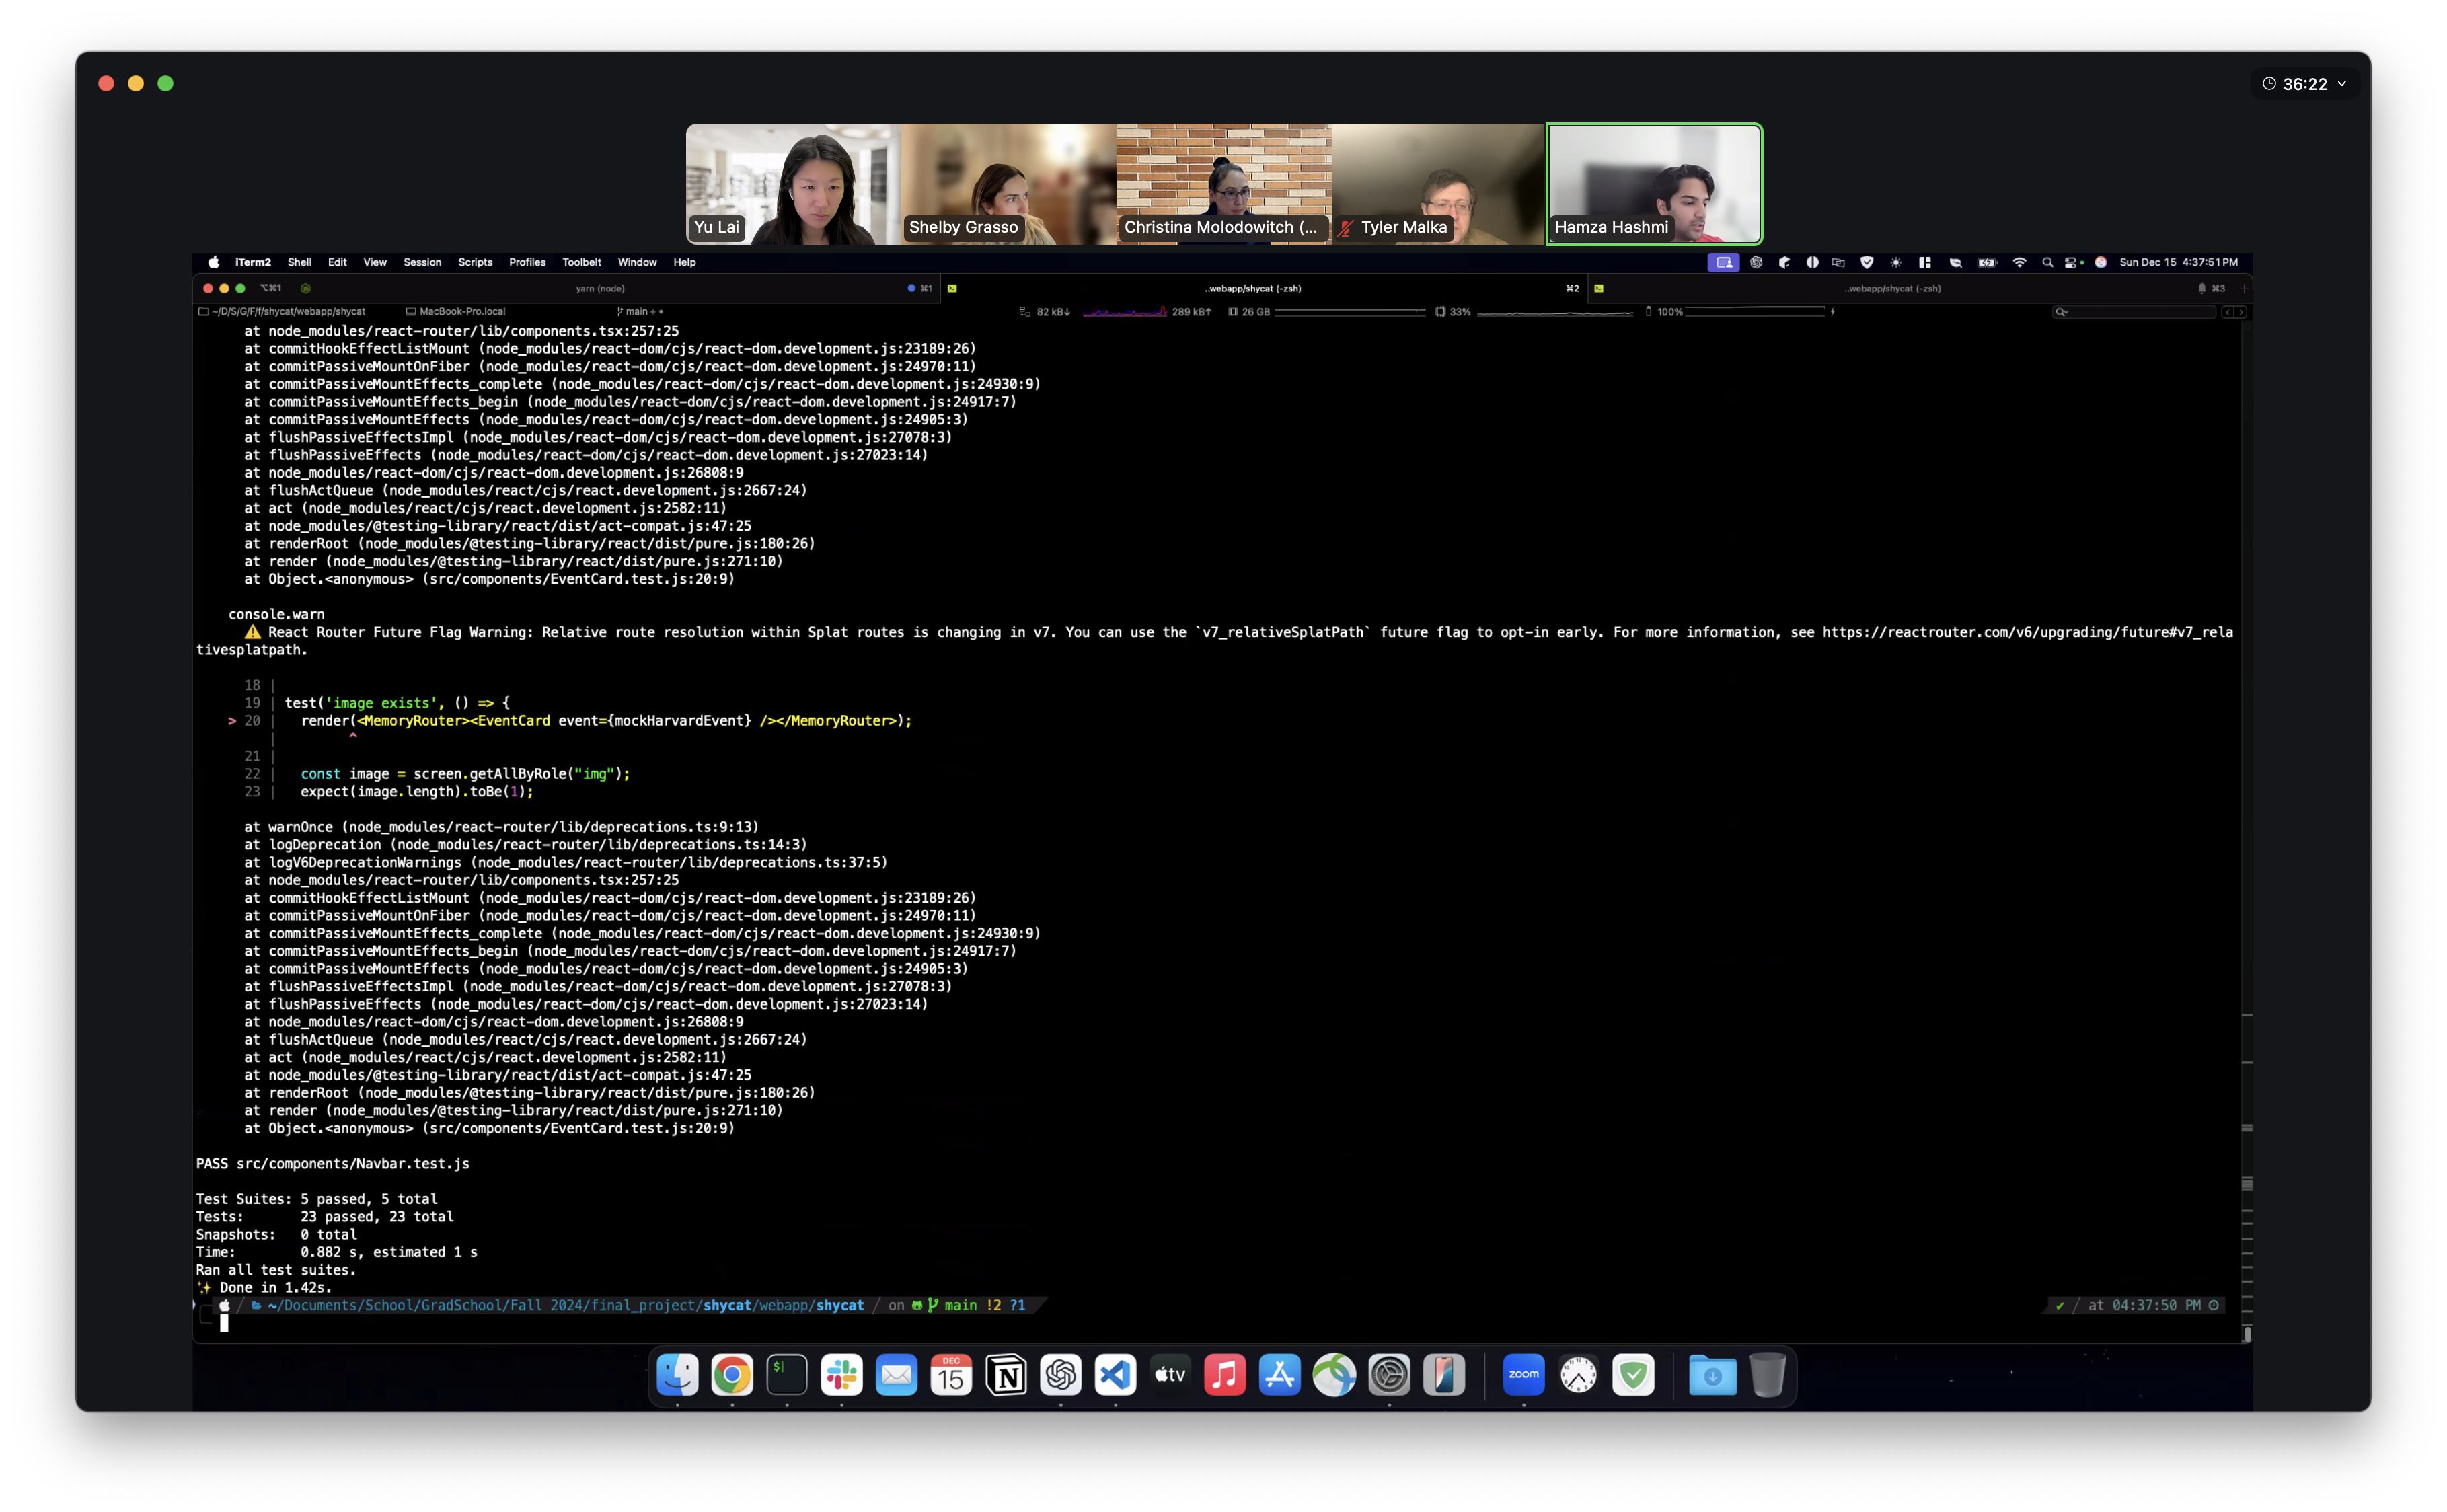 36:22
Yu Lai
Shelby Grasso
Christina Molodowitch (...
Tyler Malka
Hamza Hashmi
iTerm2 Shell Edit View Session Scripts Profiles Toolbelt Window Help Sun Dec 15 4:37:51 PM
⌥⌘1 yarn (node) ⌘1 ..webapp/shycat (-zsh) ⌘2 ..webapp/shycat (-zsh) ⌘3
~/D/S/G/F/f/shycat/webapp/shycat MacBook-Pro.local main + • 82 kB↓ 289 kB↑ 26 GB 33% 100%
at node_modules/react-router/lib/components.tsx:257:25
at commitHookEffectListMount (node_modules/react-dom/cjs/react-dom.development.js:23189:26)
at commitPassiveMountOnFiber (node_modules/react-dom/cjs/react-dom.development.js:24970:11)
at commitPassiveMountEffects_complete (node_modules/react-dom/cjs/react-dom.development.js:24930:9)
at commitPassiveMountEffects_begin (node_modules/react-dom/cjs/react-dom.development.js:24917:7)
at commitPassiveMountEffects (node_modules/react-dom/cjs/react-dom.development.js:24905:3)
at flushPassiveEffectsImpl (node_modules/react-dom/cjs/react-dom.development.js:27078:3)
at flushPassiveEffects (node_modules/react-dom/cjs/react-dom.development.js:27023:14)
at node_modules/react-dom/cjs/react-dom.development.js:26808:9
at flushActQueue (node_modules/react/cjs/react.development.js:2667:24)
at act (node_modules/react/cjs/react.development.js:2582:11)
at node_modules/@testing-library/react/dist/act-compat.js:47:25
at renderRoot (node_modules/@testing-library/react/dist/pure.js:180:26)
at render (node_modules/@testing-library/react/dist/pure.js:271:10)
at Object.<anonymous> (src/components/EventCard.test.js:20:9)
console.warn
⚠️ React Router Future Flag Warning: Relative route resolution within Splat routes is changing in v7. You can use the `v7_relativeSplatPath` future flag to opt-in early. For more information, see https://reactrouter.com/v6/upgrading/future#v7_rela
tivesplatpath.
18 |
19 | test('image exists', () => {
> 20 | render(<MemoryRouter><EventCard event={mockHarvardEvent} /></MemoryRouter>);
| ^
21 |
22 | const image = screen.getAllByRole("img");
23 | expect(image.length).toBe(1);
at warnOnce (node_modules/react-router/lib/deprecations.ts:9:13)
at logDeprecation (node_modules/react-router/lib/deprecations.ts:14:3)
at logV6DeprecationWarnings (node_modules/react-router/lib/deprecations.ts:37:5)
at node_modules/react-router/lib/components.tsx:257:25
at commitHookEffectListMount (node_modules/react-dom/cjs/react-dom.development.js:23189:26)
at commitPassiveMountOnFiber (node_modules/react-dom/cjs/react-dom.development.js:24970:11)
at commitPassiveMountEffects_complete (node_modules/react-dom/cjs/react-dom.development.js:24930:9)
at commitPassiveMountEffects_begin (node_modules/react-dom/cjs/react-dom.development.js:24917:7)
at commitPassiveMountEffects (node_modules/react-dom/cjs/react-dom.development.js:24905:3)
at flushPassiveEffectsImpl (node_modules/react-dom/cjs/react-dom.development.js:27078:3)
at flushPassiveEffects (node_modules/react-dom/cjs/react-dom.development.js:27023:14)
at node_modules/react-dom/cjs/react-dom.development.js:26808:9
at flushActQueue (node_modules/react/cjs/react.development.js:2667:24)
at act (node_modules/react/cjs/react.development.js:2582:11)
at node_modules/@testing-library/react/dist/act-compat.js:47:25
at renderRoot (node_modules/@testing-library/react/dist/pure.js:180:26)
at render (node_modules/@testing-library/react/dist/pure.js:271:10)
at Object.<anonymous> (src/components/EventCard.test.js:20:9)
PASS src/components/Navbar.test.js
Test Suites: 5 passed, 5 total
Tests: 23 passed, 23 total
Snapshots: 0 total
Time: 0.882 s, estimated 1 s
Ran all test suites.
✨ Done in 1.42s.
~/Documents/School/GradSchool/Fall 2024/final_project/shycat/webapp/shycat on main !2 ?1 ✔ at 04:37:50 PM
DEC
15
tv
zoom